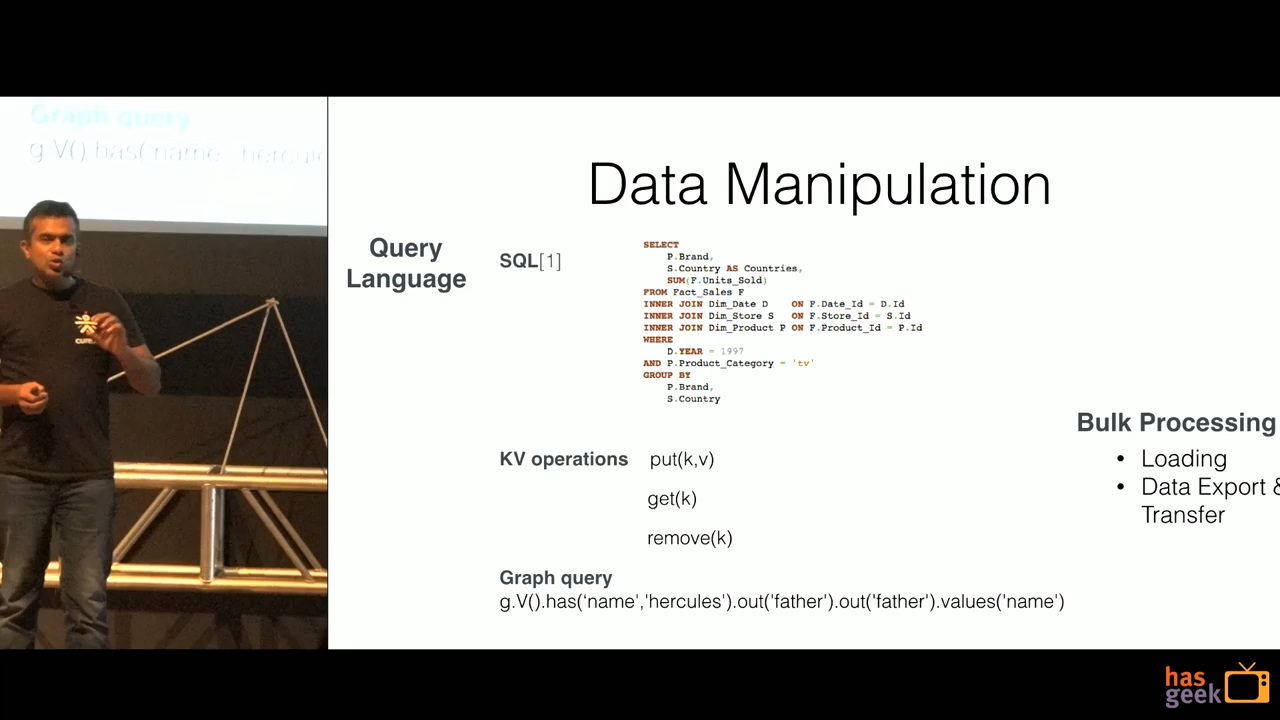 Graph query
g.V().has('name',
Data Manipulation
Query
Language
SQL[1]
SELECT
P.Brand,
S.Country AS Countries,
SUM(F.Units_Sold)
FROM Fact_Sales F
INNER JOIN Dim_Date D ON F.Date_Id = D.Id
INNER JOIN Dim_Store S ON F.Store_Id = S.Id
INNER JOIN Dim_Product P ON F.Product_Id = P.Id
WHERE
D.YEAR = 1997
AND P.Product_Category = 'tv'
GROUP BY
P.Brand,
S.Country
KV operations put(k,v)
get(k)
remove(k)
Graph query
g.V().has('name','hercules').out('father').out('father').values('name')
Bulk Processing
• Loading
• Data Export &
Transfer
has
geek